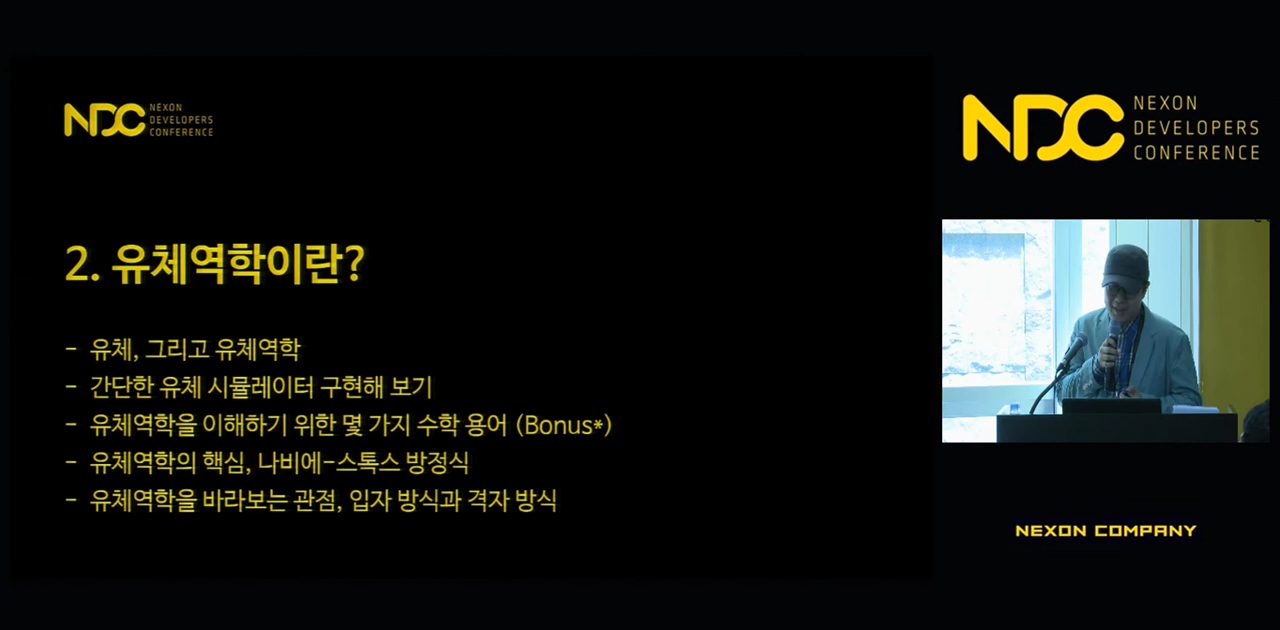 NDC NEXON
DEVELOPERS
CONFERENCE
2. 유체역학이란?
- 유체, 그리고 유체역학
- 간단한 유체 시뮬레이터 구현해 보기
- 유체역학을 이해하기 위한 몇 가지 수학 용어 (Bonus*)
- 유체역학의 핵심, 나비에-스톡스 방정식
- 유체역학을 바라보는 관점, 입자 방식과 격자 방식
NDC NEXON
DEVELOPERS
CONFERENCE
NEXON COMPANY